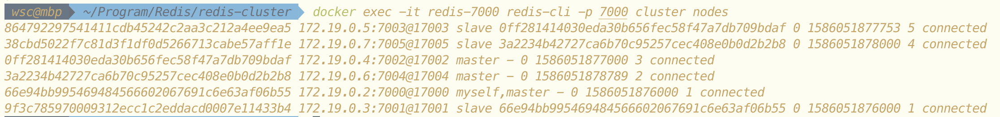 wsc@mbp ~/Program/Redis/redis-cluster docker exec -it redis-7000 redis-cli -p 7000 cluster nodes
864792297541411cdb45242c2aa3c212a4ee9ea5 172.19.0.5:7003@17003 slave 0ff281414030eda30b656fec58f47a7db709bdaf 0 1586051877753 5 connected
38cbd5022f7c81d3f1df0d5266713cabe57aff1e 172.19.0.7:7005@17005 slave 3a2234b42727ca6b70c95257cec408e0b0d2b2b8 0 1586051878000 4 connected
0ff281414030eda30b656fec58f47a7db709bdaf 172.19.0.4:7002@17002 master - 0 1586051877000 3 connected
3a2234b42727ca6b70c95257cec408e0b0d2b2b8 172.19.0.6:7004@17004 master - 0 1586051878789 2 connected
66e94bb995469484566602067691c6e63af06b55 172.19.0.2:7000@17000 myself,master - 0 1586051876000 1 connected
9f3c785970009312ecc1c2eddacd0007e11433b4 172.19.0.3:7001@17001 slave 66e94bb995469484566602067691c6e63af06b55 0 1586051876000 1 connected